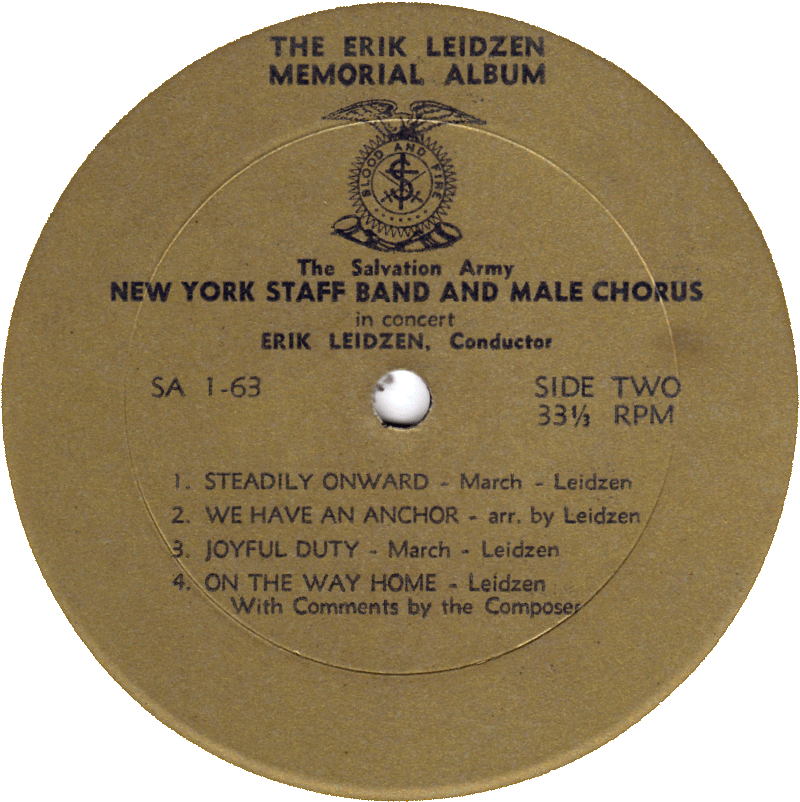 THE ERIK LEIDZEN
MEMORIAL ALBUM
BLOOD AND FIRE
S
The Salvation Army
NEW YORK STAFF BAND AND MALE CHORUS
in concert
ERIK LEIDZEN, Conductor
SA 1-63
SIDE TWO
33⅓ RPM
1. STEADILY ONWARD - March - Leidzen
2. WE HAVE AN ANCHOR - arr. by Leidzen
3. JOYFUL DUTY - March - Leidzen
4. ON THE WAY HOME - Leidzen
With Comments by the Composer